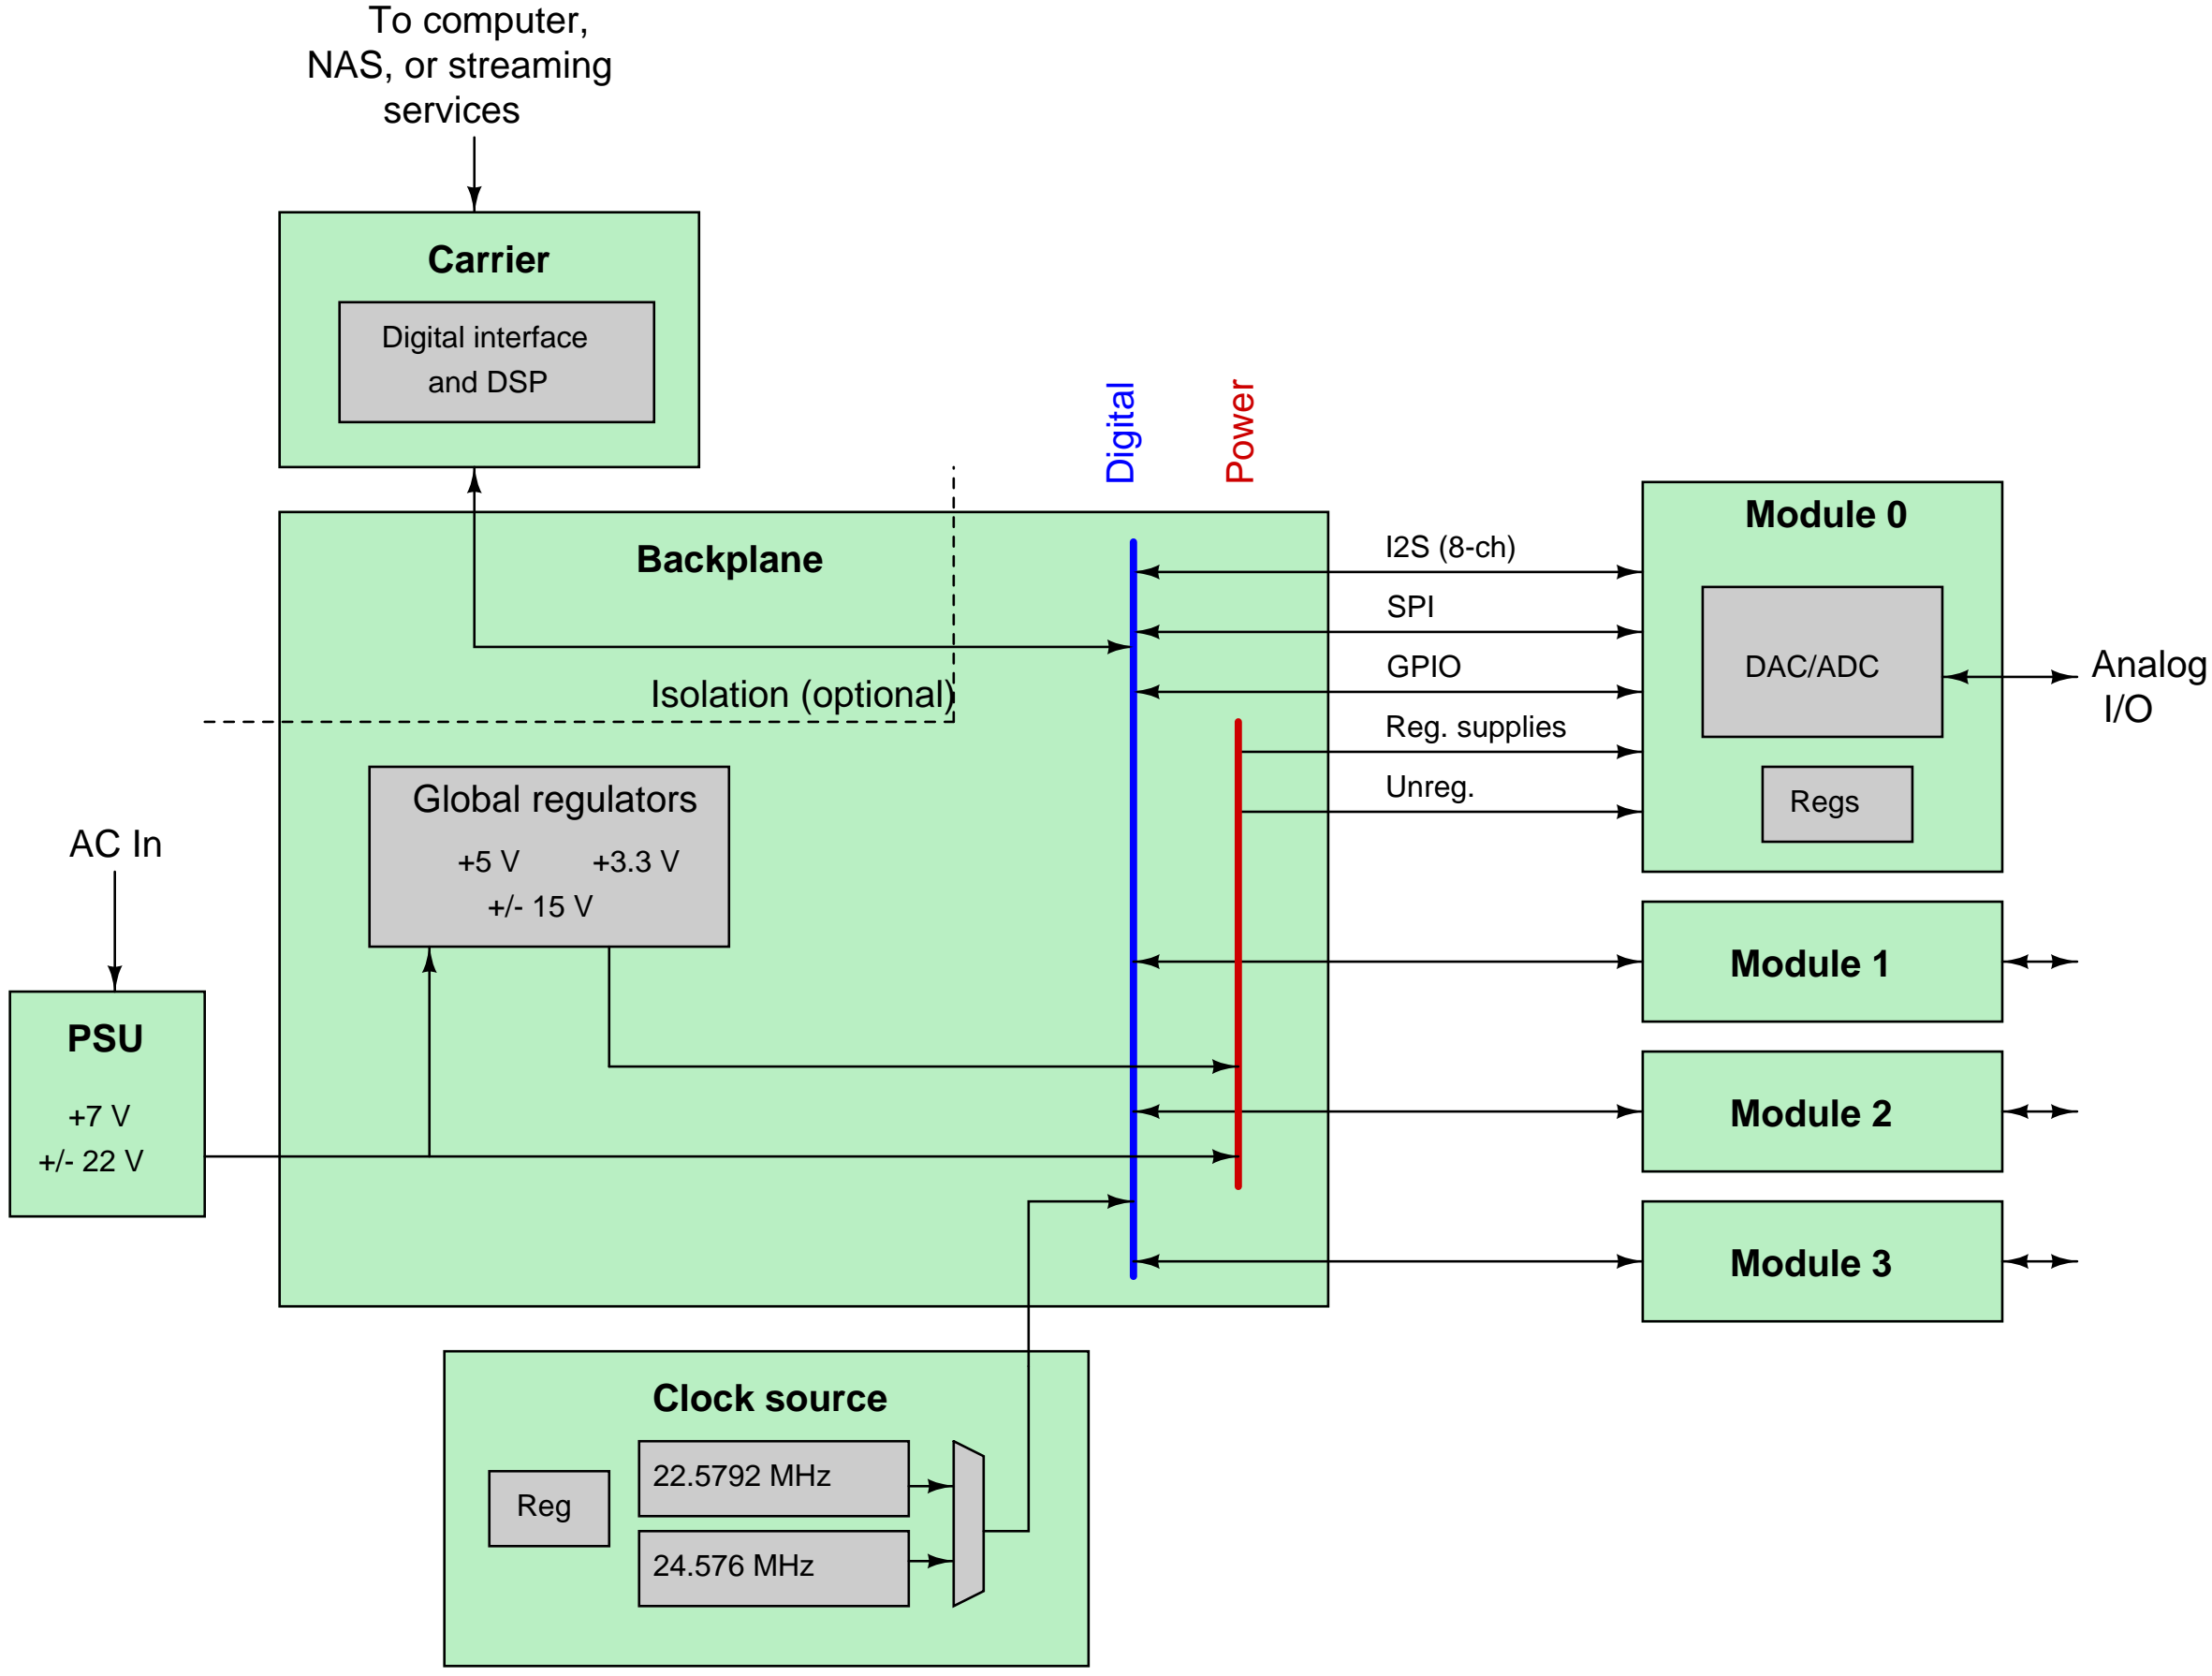 To computer,
NAS, or streaming
services
Carrier
Digital interface
and DSP
Digital
Power
Backplane
Isolation (optional)
Global regulators
+5 V +3.3 V
+/- 15 V
AC In
PSU
+7 V
+/- 22 V
I2S (8-ch)
SPI
GPIO
Reg. supplies
Unreg.
Module 0
DAC/ADC
Regs
Analog
I/O
Module 1
Module 2
Module 3
Clock source
Reg
22.5792 MHz
24.576 MHz